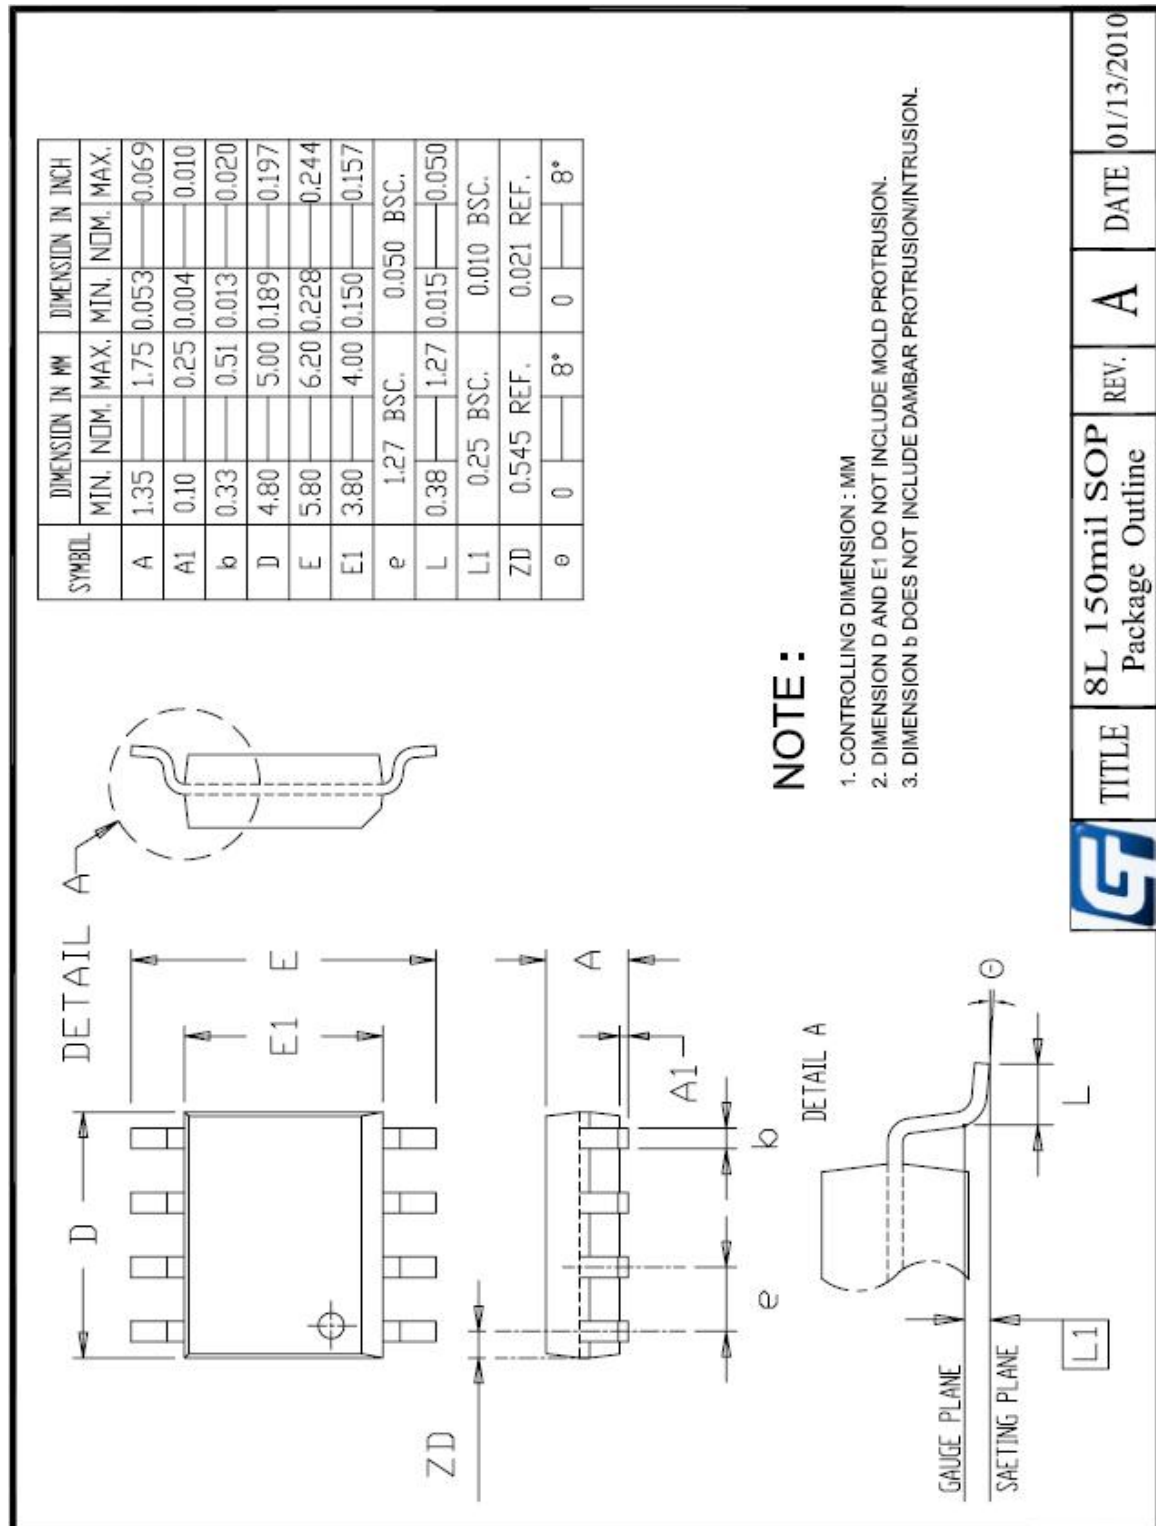 DETAIL A
D
E1
E
ZD
A
A1
e
b
DETAIL A
GAUGE PLANE
SAETING PLANE
L1
L
Θ
SYMBOL DIMENSION IN MM DIMENSION IN INCH
MIN. NOM. MAX. MIN. NOM. MAX.
A 1.35 1.75 0.053 0.069
A1 0.10 0.25 0.004 0.010
b 0.33 0.51 0.013 0.020
D 4.80 5.00 0.189 0.197
E 5.80 6.20 0.228 0.244
E1 3.80 4.00 0.150 0.157
e 1.27 BSC. 0.050 BSC.
L 0.38 1.27 0.015 0.050
L1 0.25 BSC. 0.010 BSC.
ZD 0.545 REF. 0.021 REF.
Θ 0 8° 0 8°
NOTE :
1. CONTROLLING DIMENSION : MM
2. DIMENSION D AND E1 DO NOT INCLUDE MOLD PROTRUSION.
3. DIMENSION b DOES NOT INCLUDE DAMBAR PROTRUSION/INTRUSION.
TITLE
8L 150mil SOP
Package Outline
REV.
A
DATE
01/13/2010